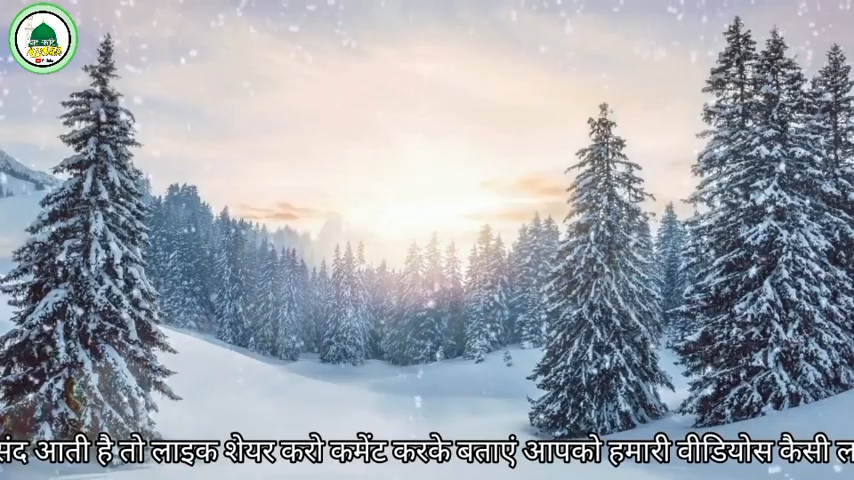 संद आती है तो लाइक शेयर करो कमेंट करके बताएं आपको हमारी वीडियोस कैसी ल